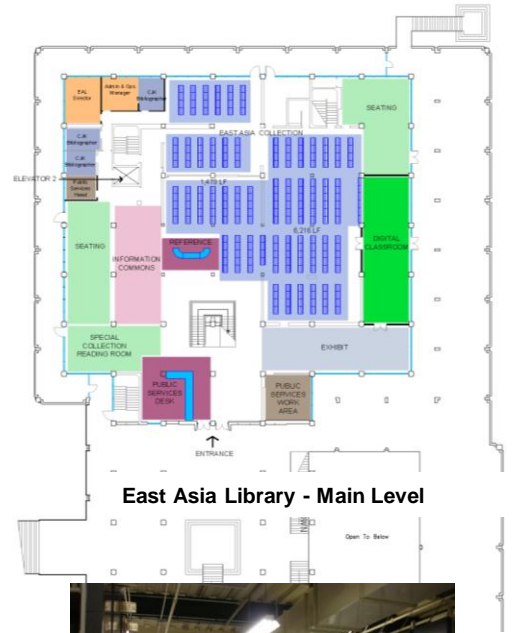 EAL
Director
Admin & Ops
Manager
CJK
Bibliographer
SEATING
EAST ASIA COLLECTION
CJK
Bibliographer
CJK
Bibliographer
ELEVATOR 2
Public
Services
Head
1,419 LF
6,216 LF
DIGITAL
CLASSROOM
SEATING
INFORMATION
COMMONS
REFERENCE
SPECIAL
COLLECTION
READING ROOM
EXHIBIT
PUBLIC
SERVICES
DESK
PUBLIC
SERVICES
WORK
AREA
ENTRANCE
East Asia Library - Main Level
Open To Below